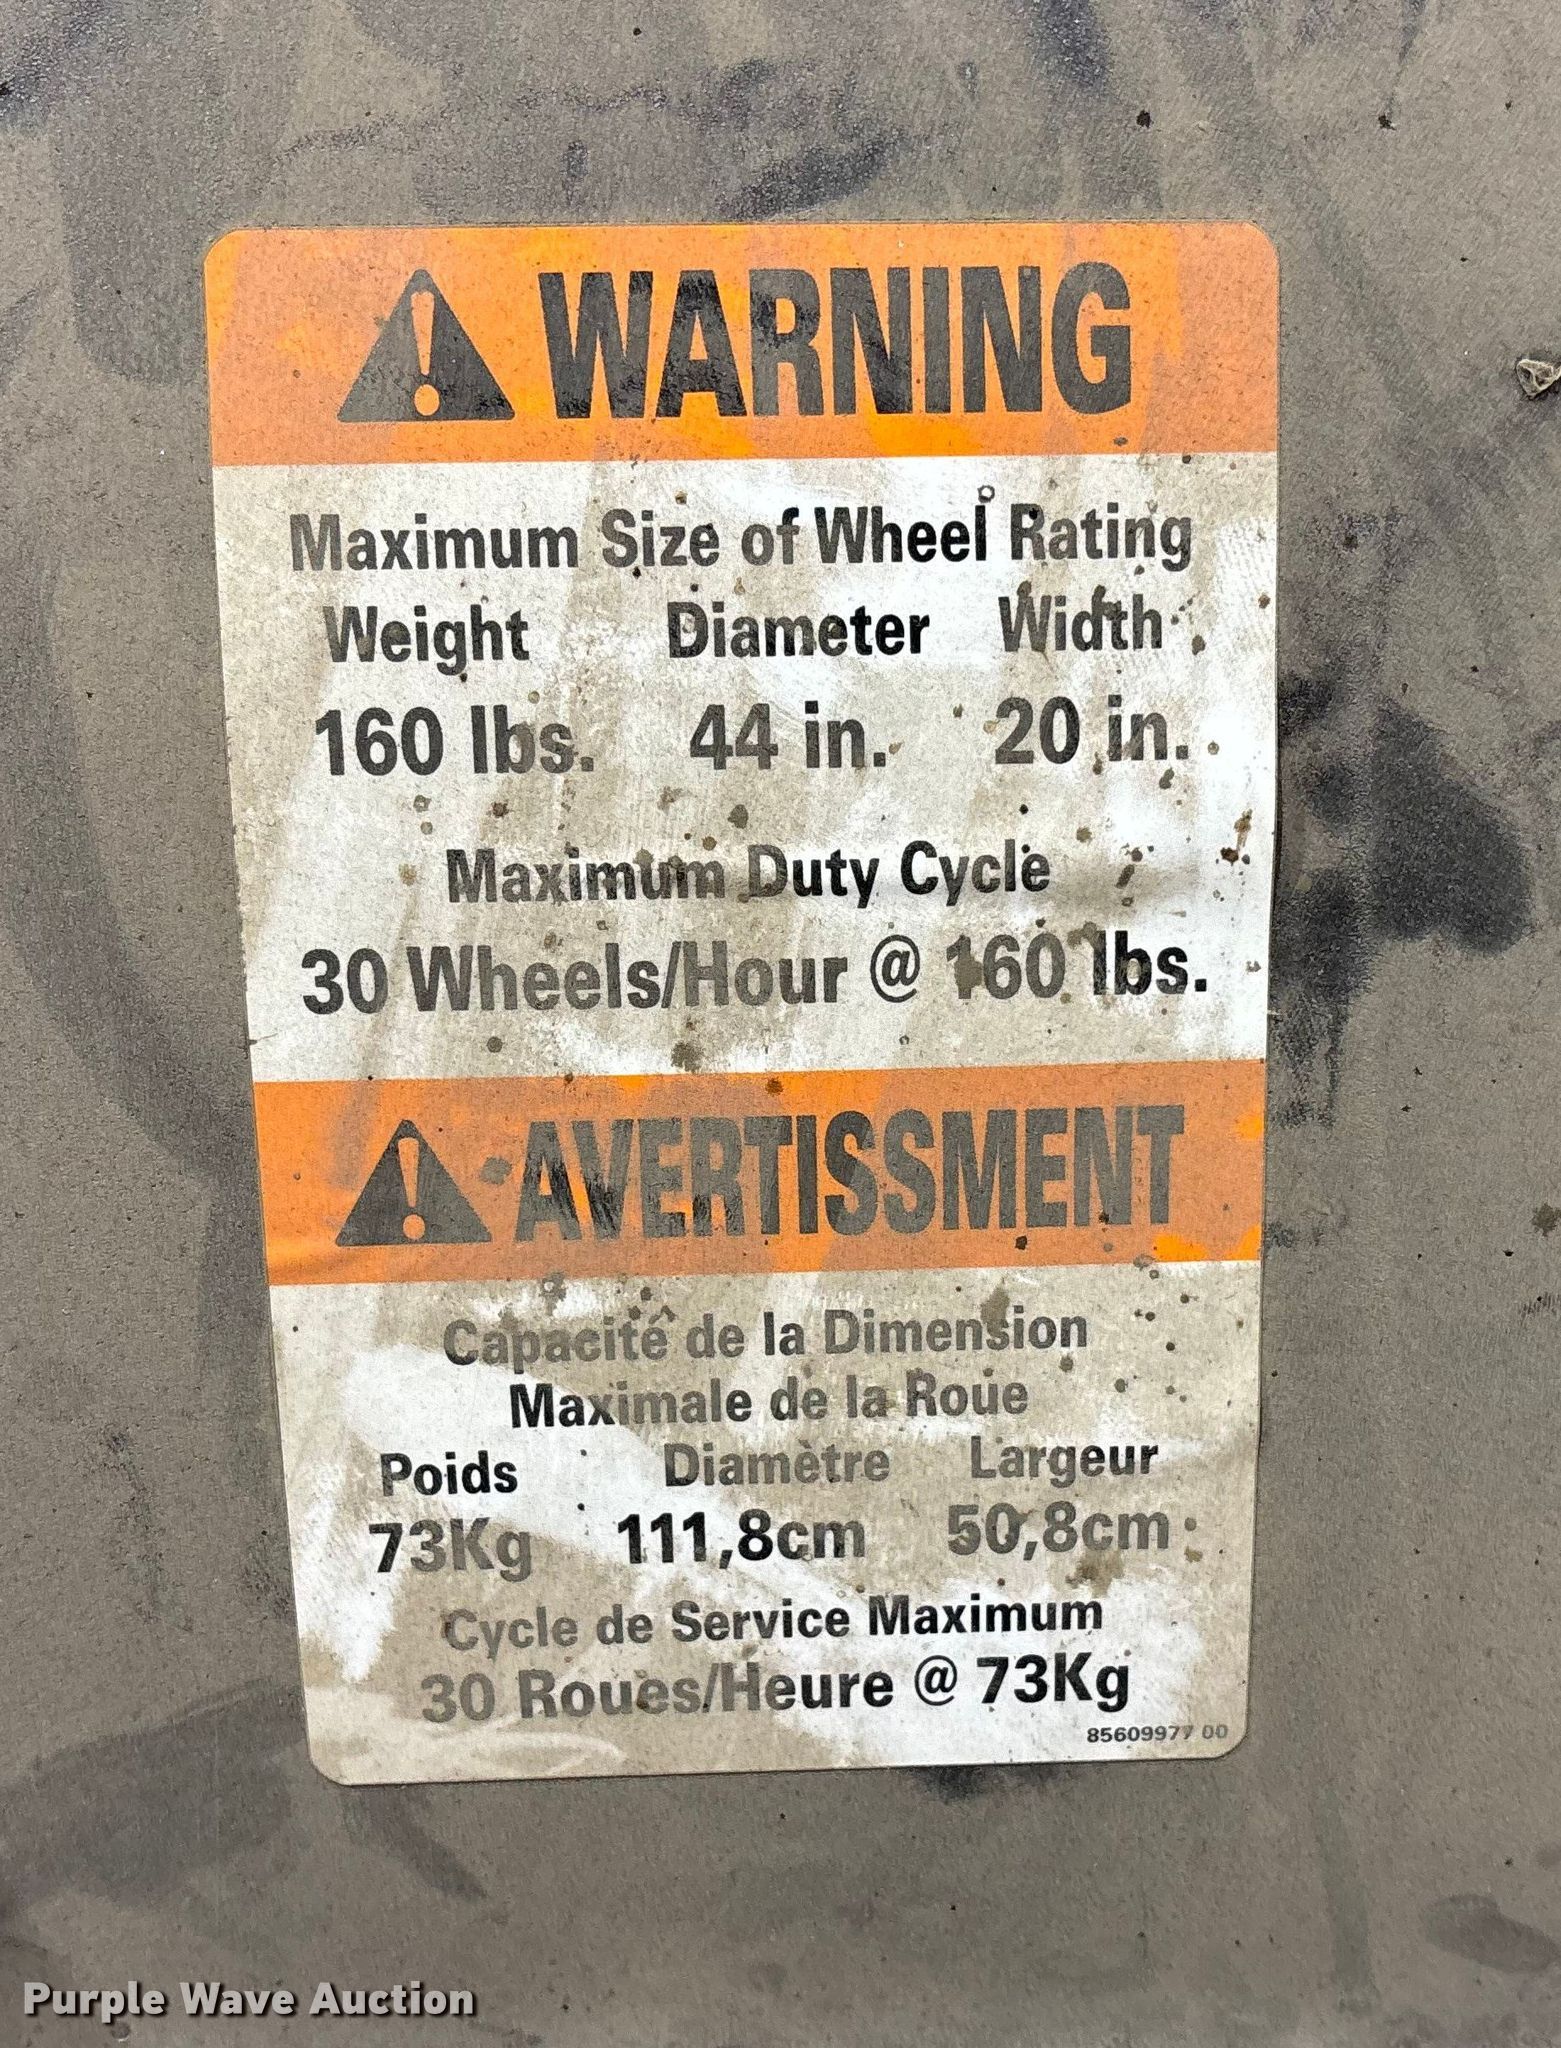 WARNING
Maximum Size of Wheel Rating
Weight Diameter Width
160 lbs. 44 in. 20 in.
Maximum Duty Cycle
30 Wheels/Hour @ 160 lbs.
AVERTISSMENT
Capacitê de la Dimension
Maximale de la Roue
Poids Diamètre Largeur
73Kg 111,8cm 50,8cm
Cycle de Service Maximum
30 Roues/Heure @ 73Kg
85609977 00
Purple Wave Auction